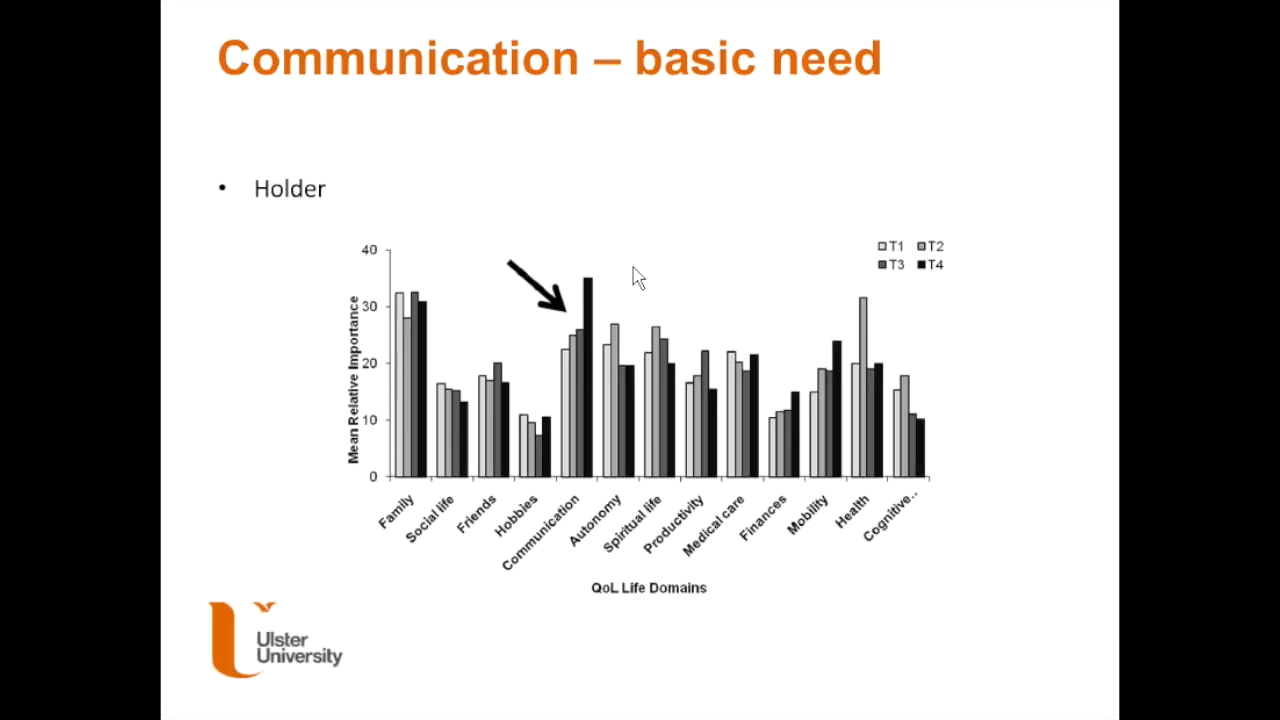 Communication – basic need
• Holder
40
30
20
10
0
Mean Relative Importance
T1 T2
T3 T4
Family
Social life
Friends
Hobbies
Communication
Autonomy
Spiritual life
Productivity
Medical care
Finances
Mobility
Health
Cognitive..
QoL Life Domains
Ulster
University